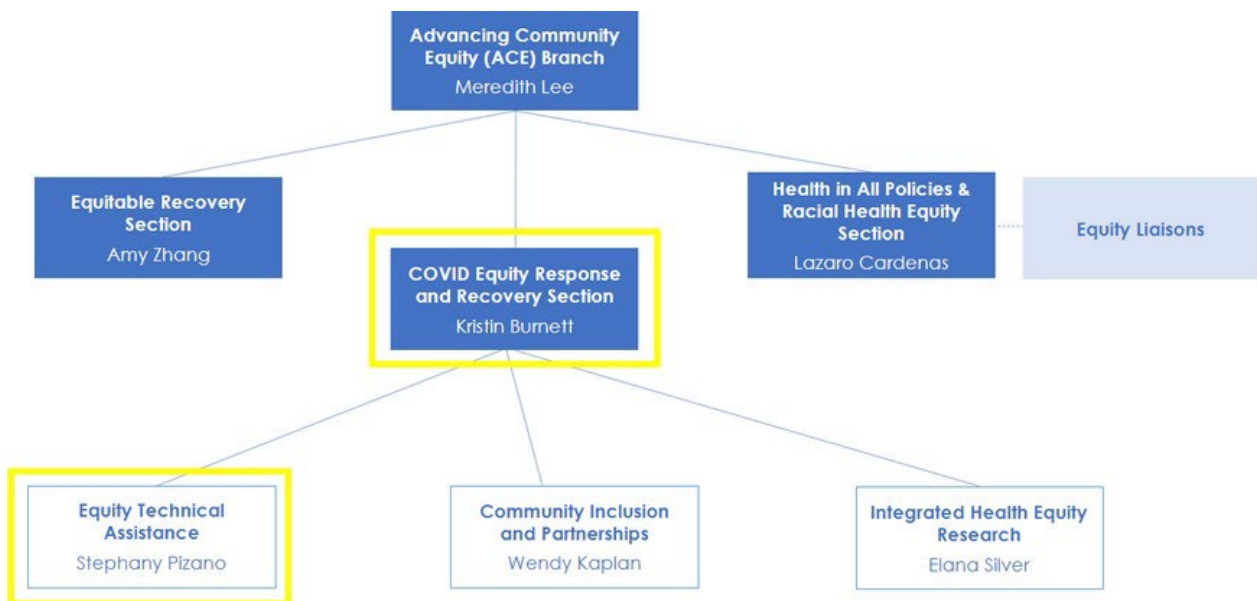 Advancing Community
Equity (ACE) Branch
Meredith Lee
Equitable Recovery
Section
Amy Zhang
COVID Equity Response
and Recovery Section
Kristin Burnett
Health in All Policies &
Racial Health Equity
Section
Lazaro Cardenas
Equity Liaisons
Equity Technical
Assistance
Stephany Pizano
Community Inclusion
and Partnerships
Wendy Kaplan
Integrated Health Equity
Research
Elana Silver